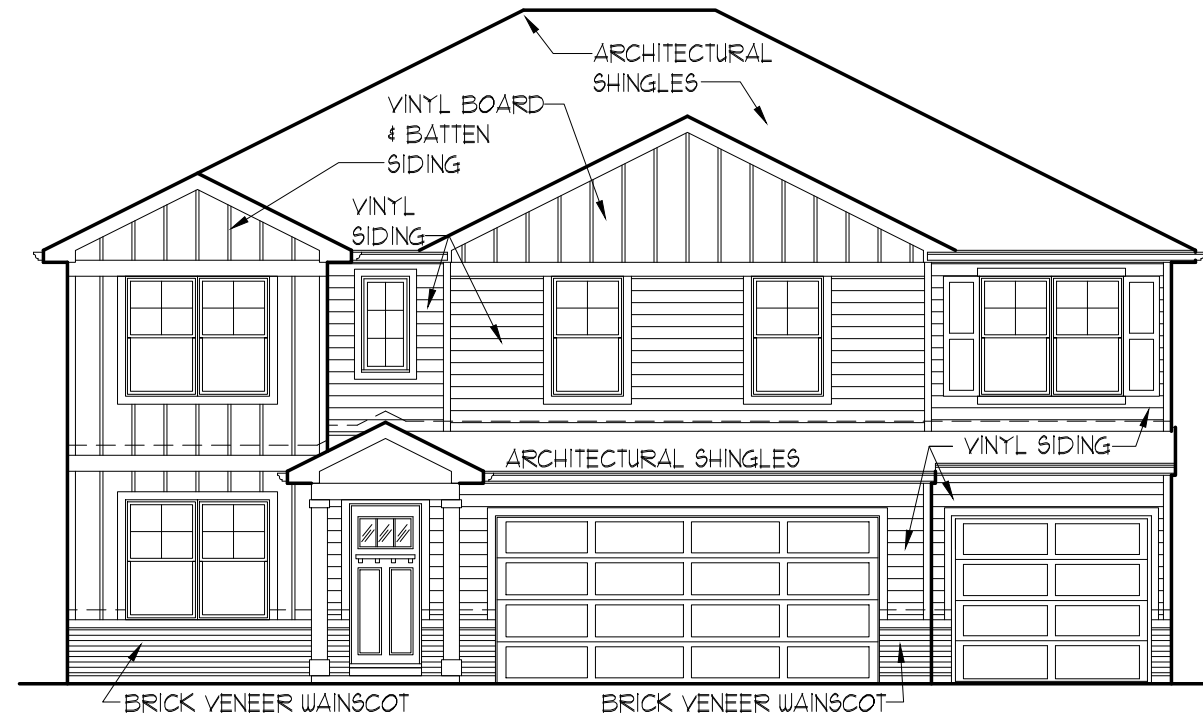 ARCHITECTURAL
SHINGLES
VINYL BOARD
& BATTEN
SIDING
VINYL
SIDING
ARCHITECTURAL SHINGLES
VINYL SIDING
BRICK VENEER WAINSCOT
BRICK VENEER WAINSCOT